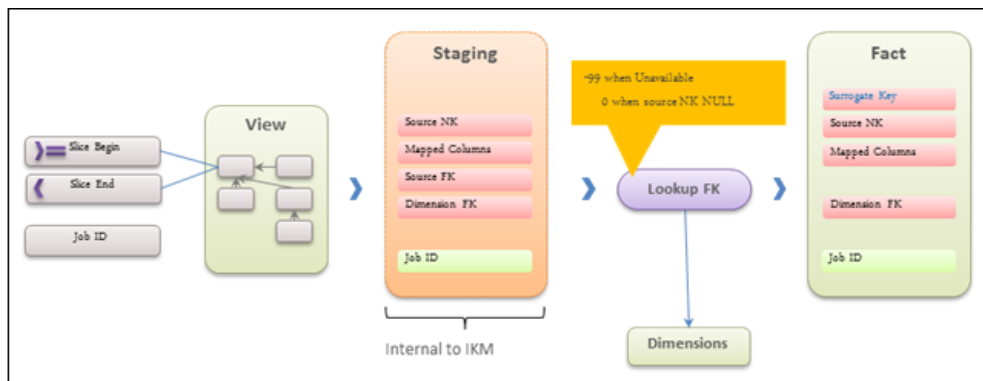 Slice Begin
Slice End
Job ID
View
Staging
Source NK
Mapped Columns
Source FK
Dimension FK
Job ID
Internal to IKM
-99 when Unavailable
0 when source NK NULL
Lookup FK
Dimensions
Fact
Surrogate Key
Source NK
Mapped Columns
Dimension FK
Job ID